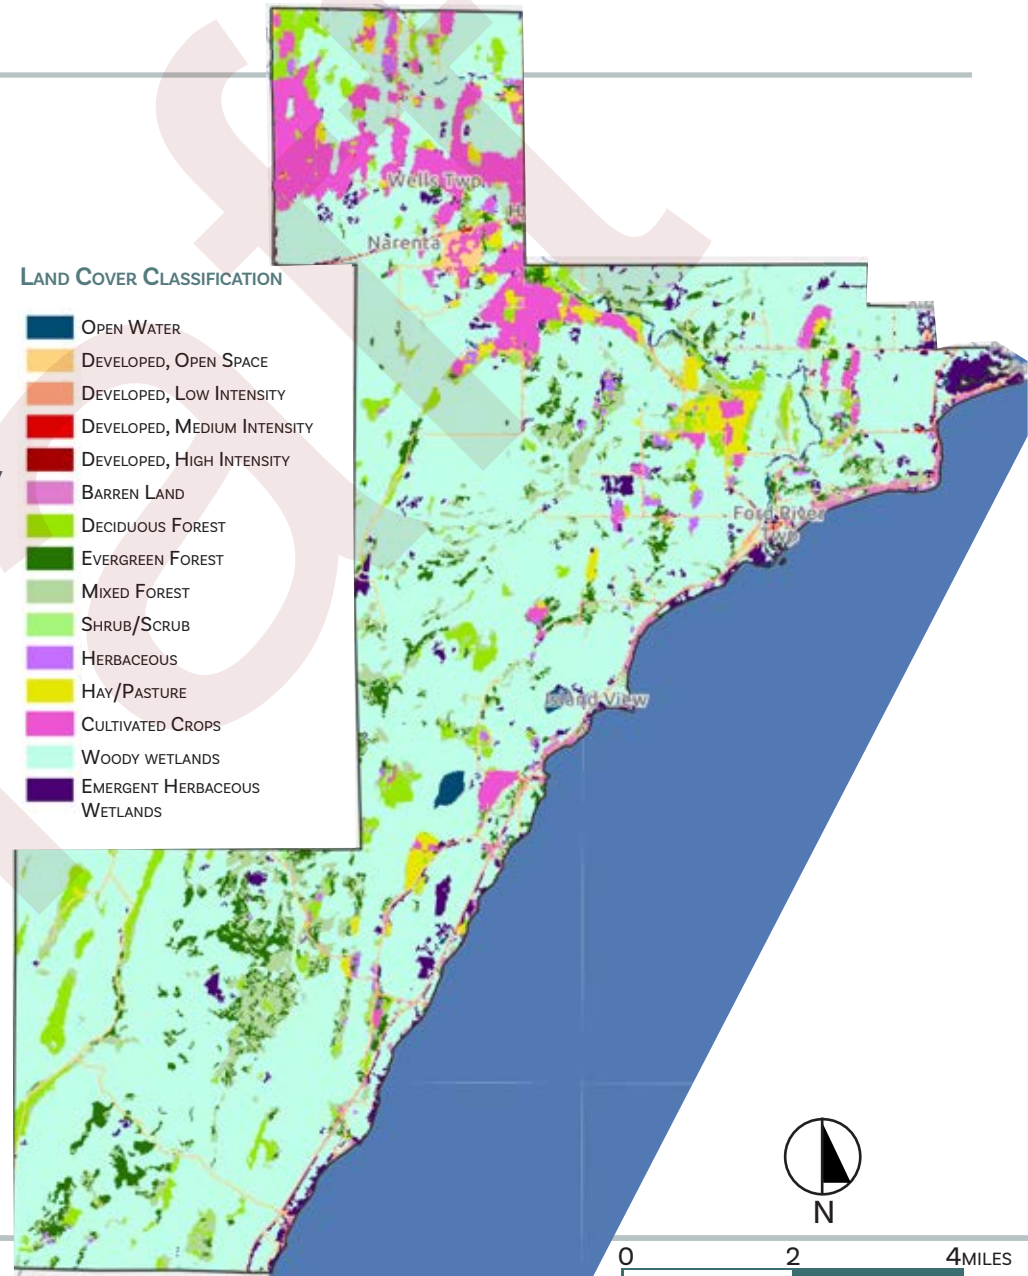 Wells Twp
H
Narenta
LAND COVER CLASSIFICATION
OPEN WATER
DEVELOPED, OPEN SPACE
DEVELOPED, LOW INTENSITY
DEVELOPED, MEDIUM INTENSITY
DEVELOPED, HIGH INTENSITY
BARREN LAND
DECIDUOUS FOREST
EVERGREEN FOREST
MIXED FOREST
SHRUB/SCRUB
HERBACEOUS
HAY/PASTURE
CULTIVATED CROPS
WOODY WETLANDS
EMERGENT HERBACEOUS
WETLANDS
Ford River
Twp
Island View
N
0 2 4 MILES